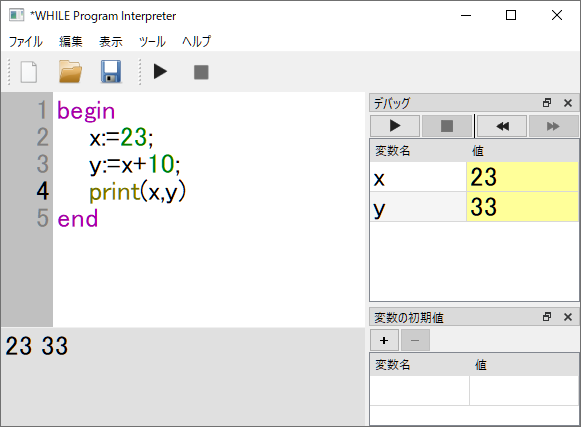 *WHILE Program Interpreter
ファイル 編集 表示 ツール ヘルプ
1 begin
2 x:=23;
3 y:=x+10;
4 print(x,y)
5 end
23 33
デバッグ
変数名 値
x 23
y 33
変数の初期値
+ −
変数名 値